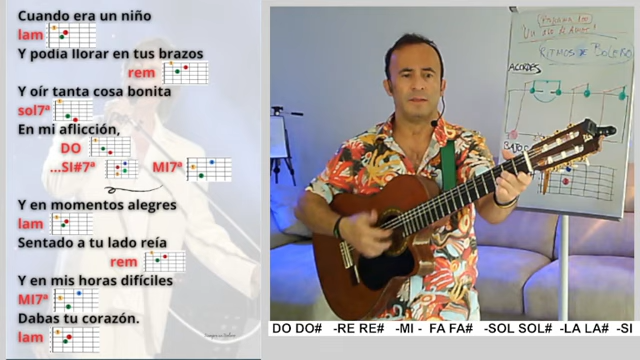 Cuando era un niño
lam
Y podía llorar en tus brazos
rem
Y oír tanta cosa bonita
sol7ª
En mi aflicción,
DO
...SI#7ª MI7ª
Y en momentos alegres
lam
Sentado a tu lado reía
rem
Y en mis horas difíciles
MI7ª
Dabas tu corazón.
lam
RITMOS BOLERO
ACORDES
BAJOS
DO DO# -RE RE# -MI - FA FA# -SOL SOL# -LA LA# -SI